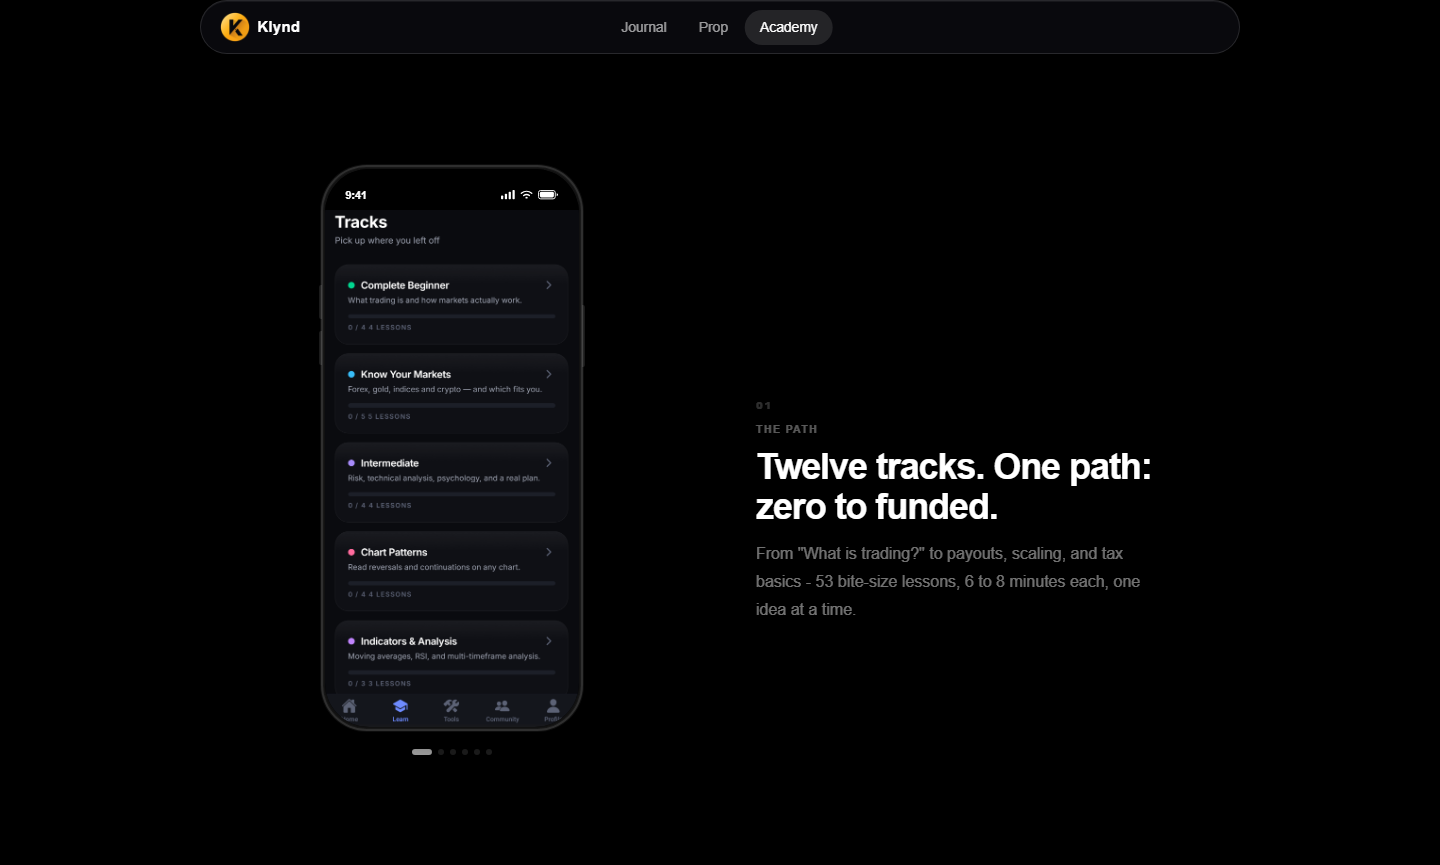 Klynd
Journal
Prop
Academy
9:41
Tracks
Pick up where you left off
Complete Beginner
What trading is and how markets actually work.
0 / 4 4 LESSONS
Know Your Markets
Forex, gold, indices and crypto — and which fits you.
0 / 5 5 LESSONS
Intermediate
Risk, technical analysis, psychology, and a real plan.
0 / 4 4 LESSONS
Chart Patterns
Read reversals and continuations on any chart.
0 / 4 4 LESSONS
Indicators & Analysis
Moving averages, RSI, and multi-timeframe analysis.
0 / 3 3 LESSONS
Learn
Tools
Community
01
THE PATH
Twelve tracks. One path:
zero to funded.
From "What is trading?" to payouts, scaling, and tax
basics - 53 bite-size lessons, 6 to 8 minutes each, one
idea at a time.